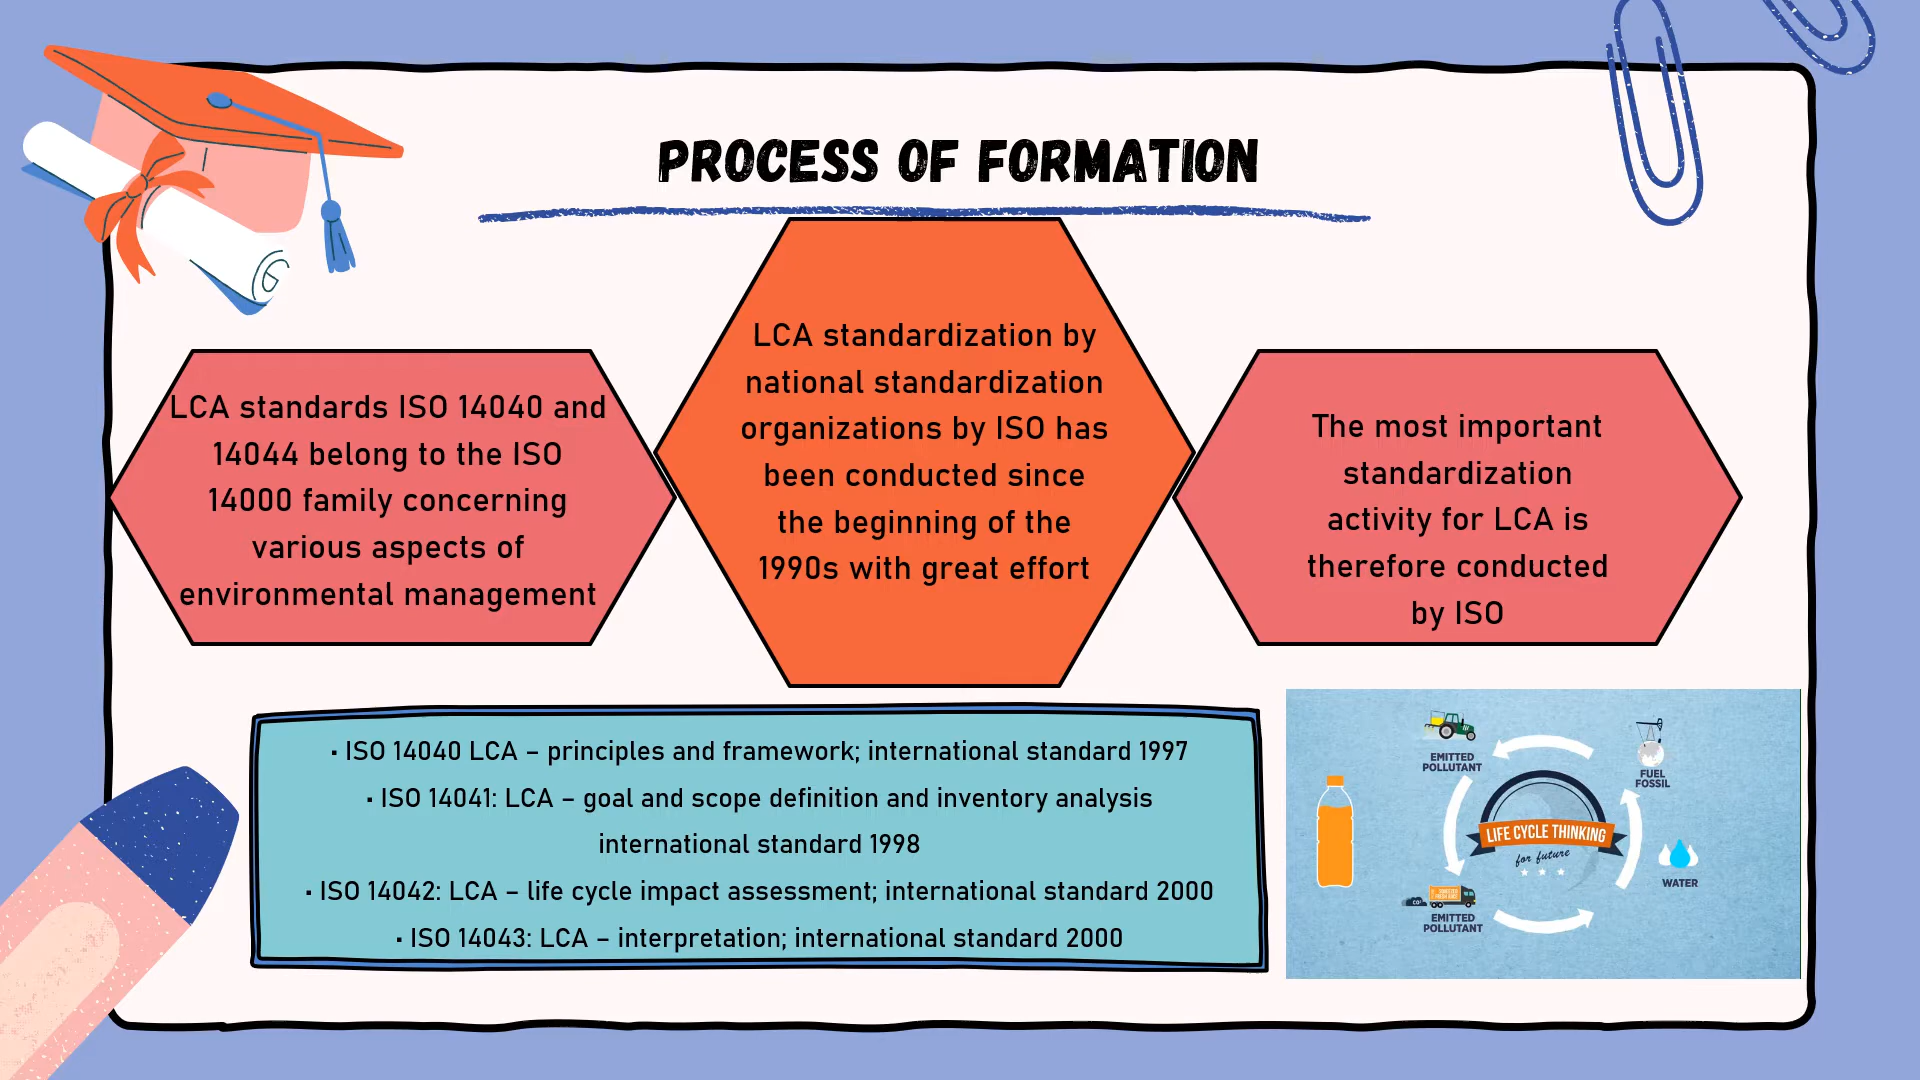 PROCESS OF FORMATION
LCA standards ISO 14040 and
14044 belong to the ISO
14000 family concerning
various aspects of
environmental management
LCA standardization by
national standardization
organizations by ISO has
been conducted since
the beginning of the
1990s with great effort
The most important
standardization
activity for LCA is
therefore conducted
by ISO
▪ ISO 14040 LCA – principles and framework; international standard 1997
▪ ISO 14041: LCA – goal and scope definition and inventory analysis
international standard 1998
▪ ISO 14042: LCA – life cycle impact assessment; international standard 2000
▪ ISO 14043: LCA – interpretation; international standard 2000
EMITTED
POLLUTANT
FUEL
FOSSIL
LIFE CYCLE THINKING
for future
WATER
CO²
EMITTED
POLLUTANT